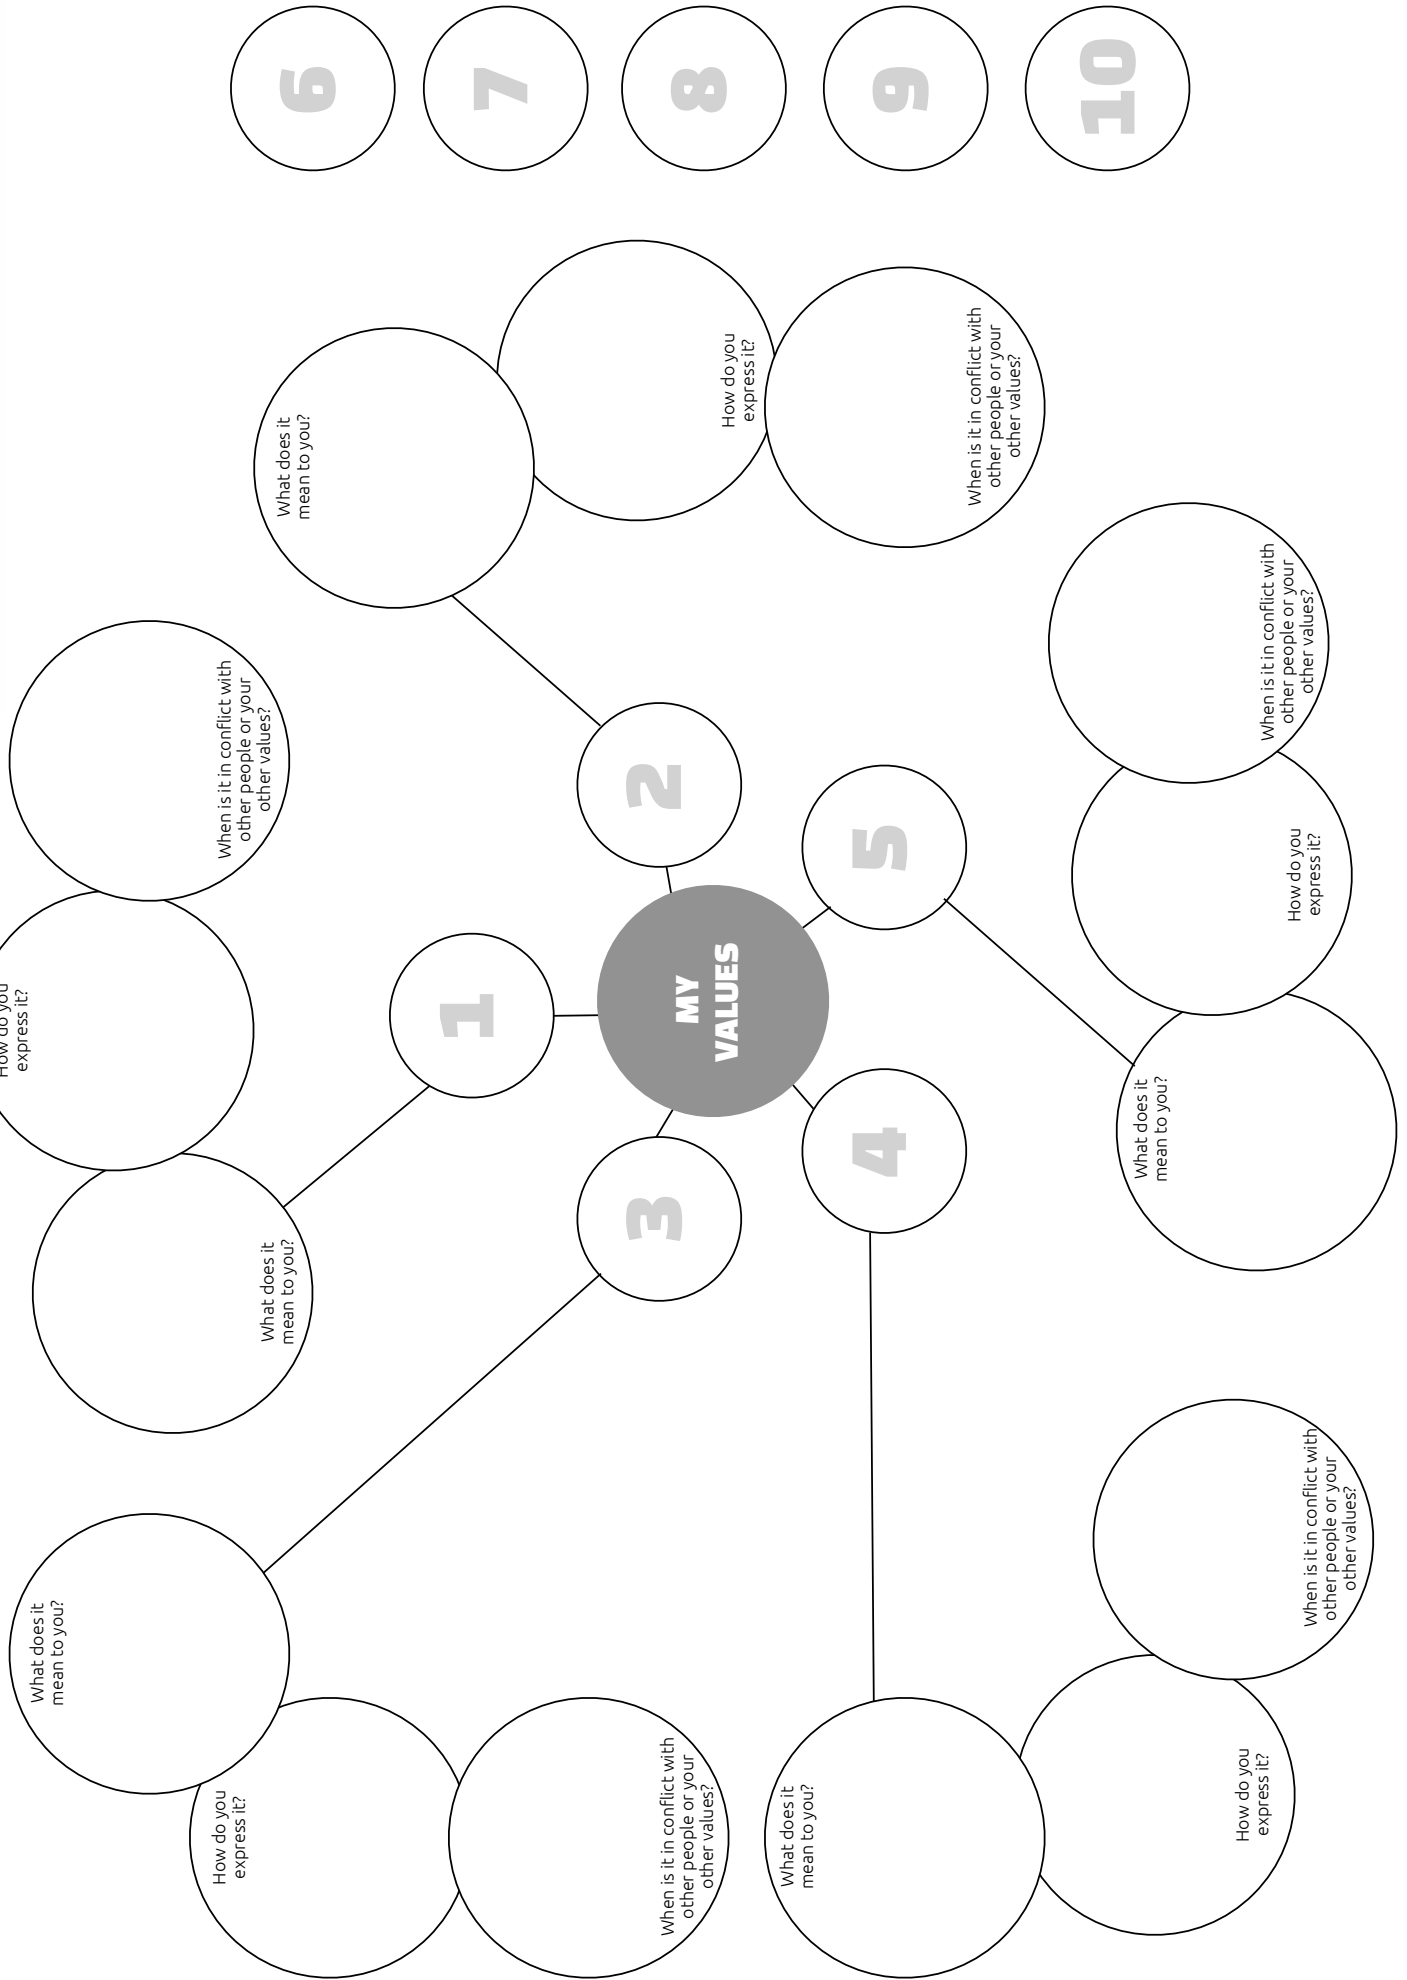 MY
VALUES
1
What does it
mean to you?
How do you
express it?
When is it in conflict with
other people or your
other values?
2
What does it
mean to you?
How do you
express it?
When is it in conflict with
other people or your
other values?
3
What does it
mean to you?
How do you
express it?
When is it in conflict with
other people or your
other values?
4
What does it
mean to you?
How do you
express it?
When is it in conflict with
other people or your
other values?
5
What does it
mean to you?
How do you
express it?
When is it in conflict with
other people or your
other values?
6
7
8
9
10